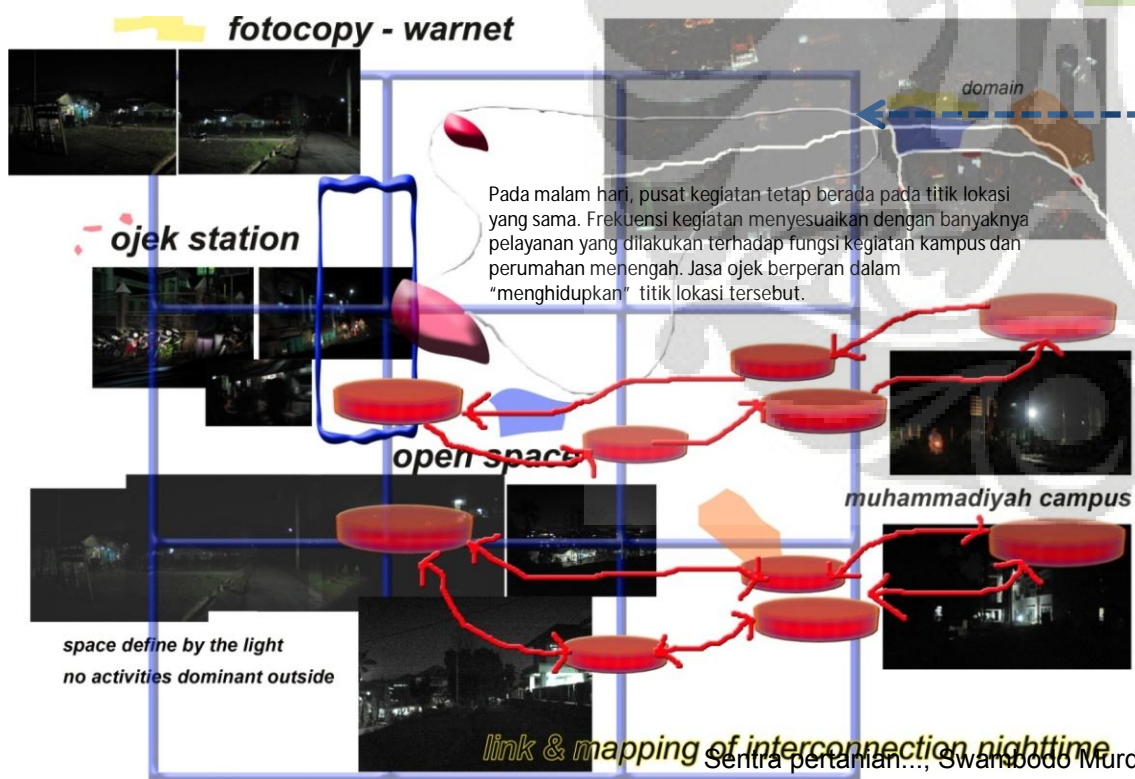 fotocopy - warnet
domain
Pada malam hari, pusat kegiatan tetap berada pada titik lokasi
yang sama. Frekuensi kegiatan menyesuaikan dengan banyaknya
pelayanan yang dilakukan terhadap fungsi kegiatan kampus dan
perumahan menengah. Jasa ojek berperan dalam
“menghidupkan” titik lokasi tersebut.
ojek station
open space
muhammadiyah campus
space define by the light
no activities dominant outside
link & mapping of interconnection nighttime
Sentra pertanian..., Swambodo Murd